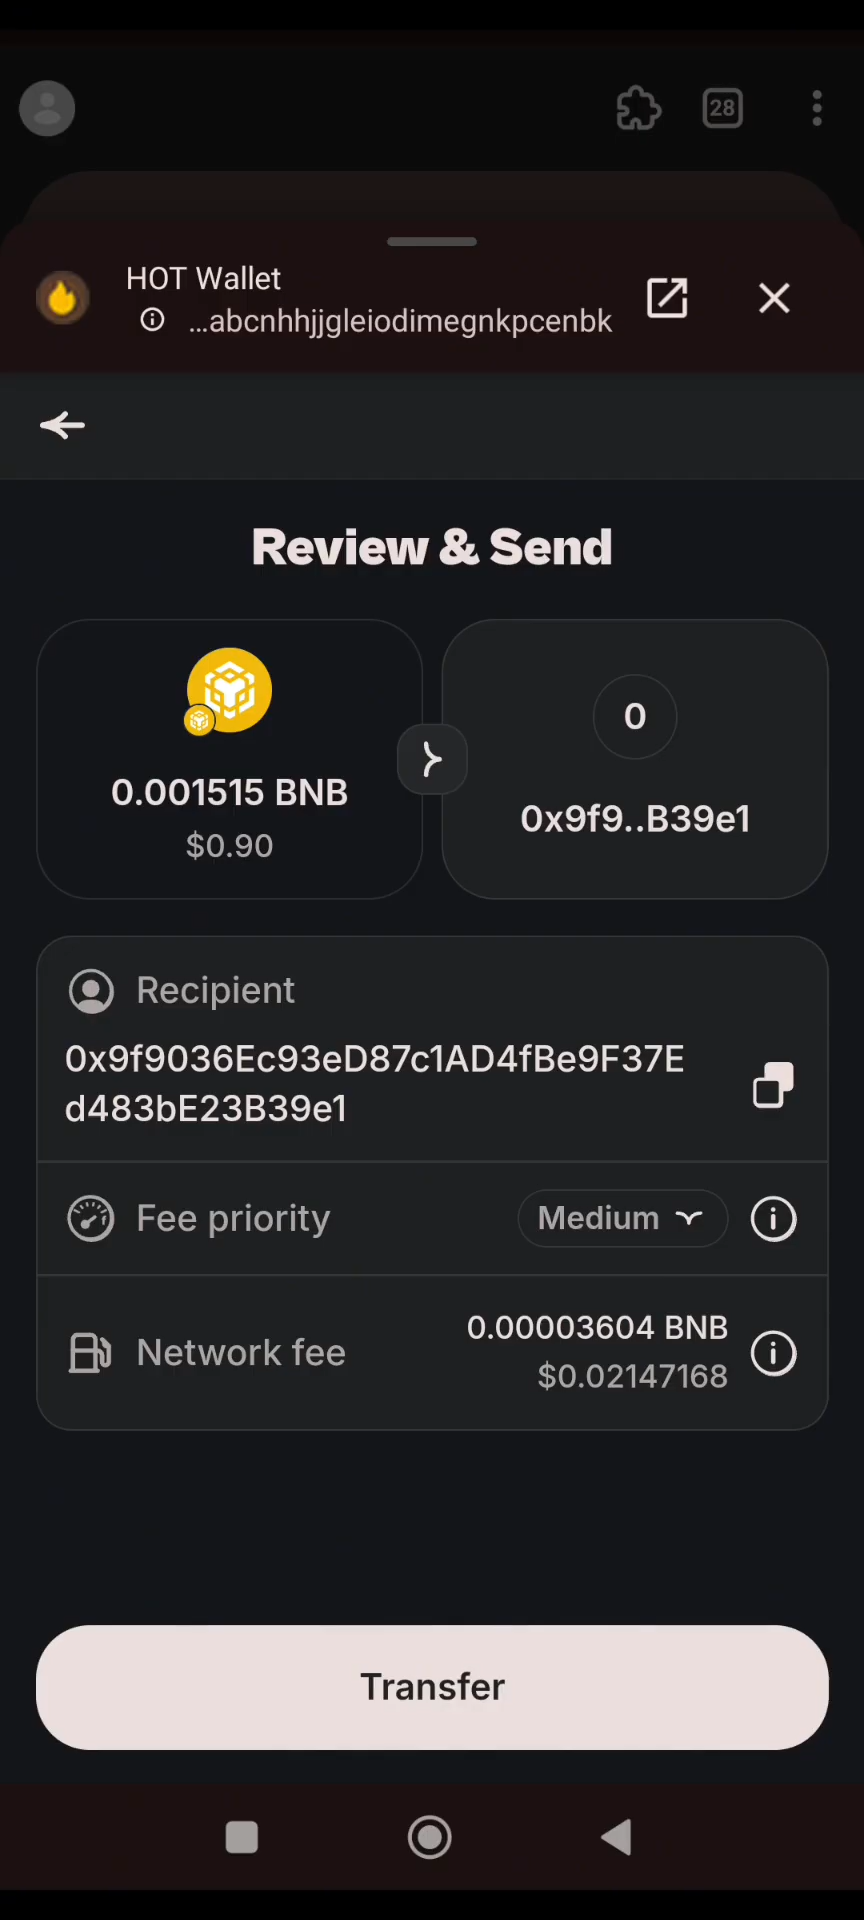 28
HOT Wallet
...abcnhhjjgleiodimegnkpcenbk
Review & Send
0.001515 BNB
$0.90
0
0x9f9..B39e1
Recipient
0x9f9036Ec93eD87c1AD4fBe9F37E
d483bE23B39e1
Fee priority
Medium
Network fee
0.00003604 BNB
$0.02147168
Transfer